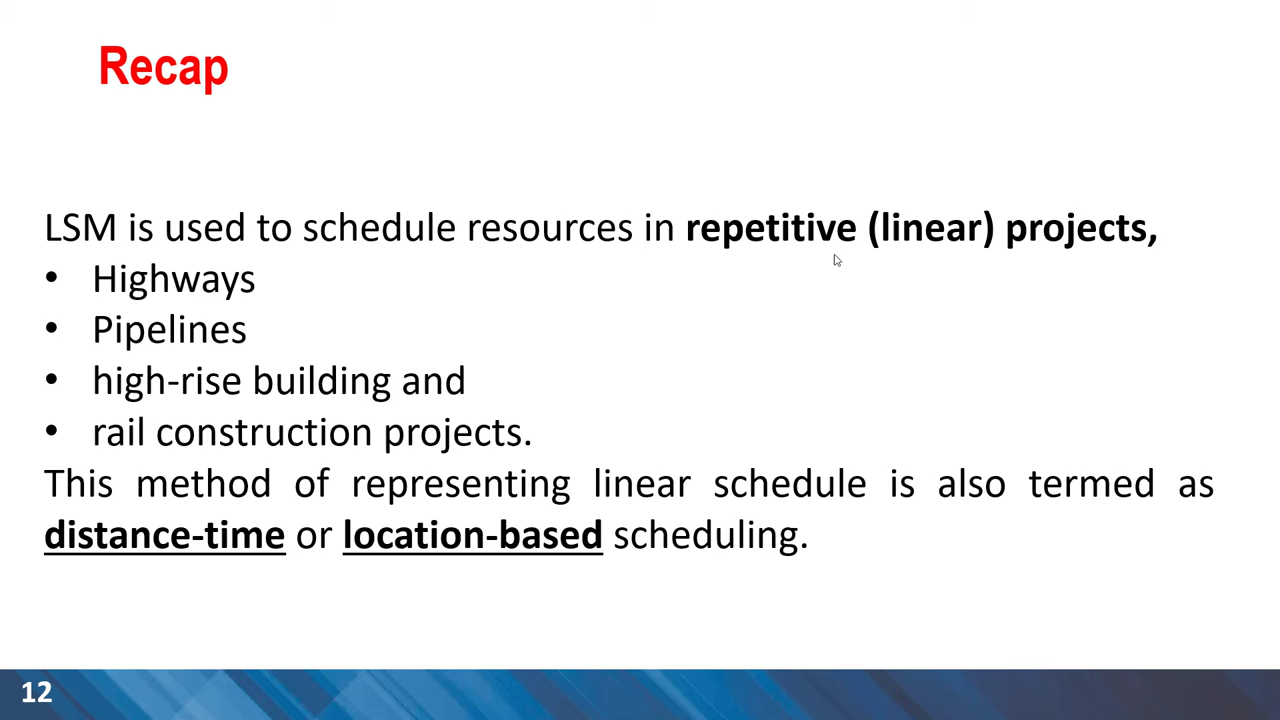 Recap
LSM is used to schedule resources in repetitive (linear) projects,
• Highways
• Pipelines
• high-rise building and
• rail construction projects.
This method of representing linear schedule is also termed as
distance-time or location-based scheduling.
12